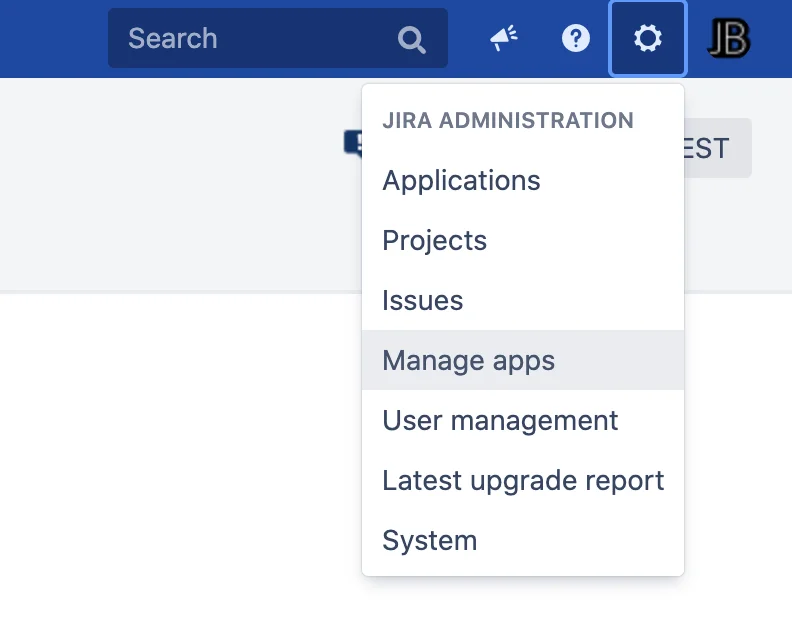 Search
JB
JIRA ADMINISTRATION
EST
Applications
Projects
Issues
Manage apps
User management
Latest upgrade report
System